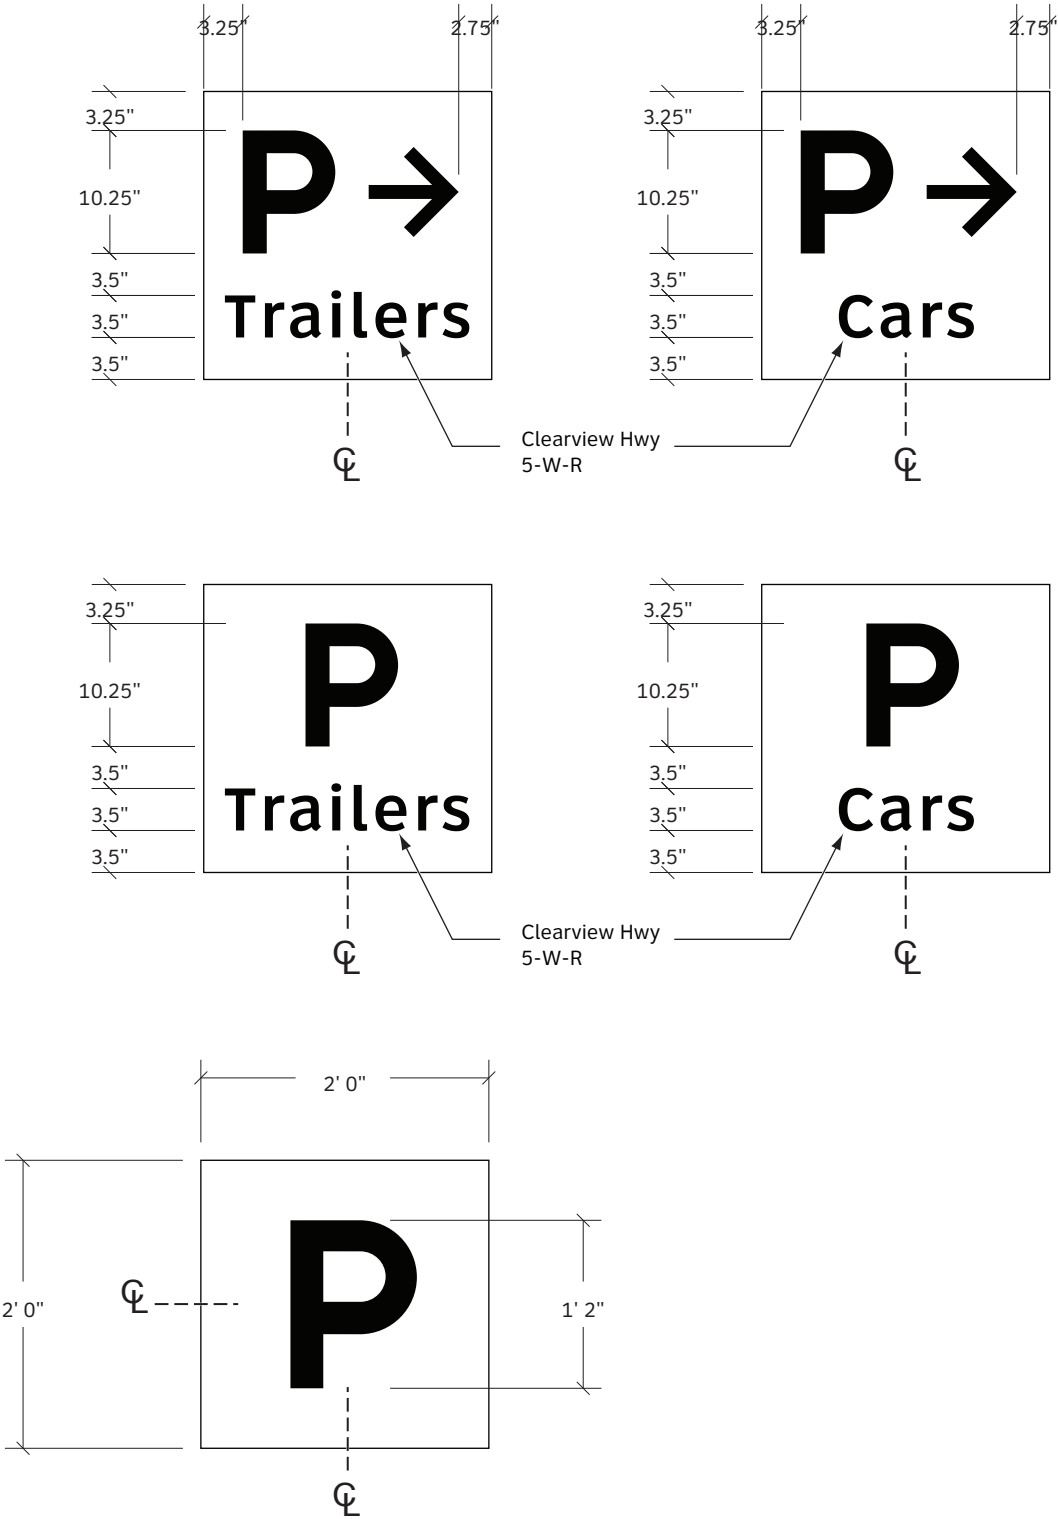 3.25" 2.75" 3.25" 2.75"
3.25" 3.25"
P P
10.25" 10.25"
3.5" 3.5"
Trailers Cars
3.5" 3.5"
3.5" 3.5"
Clearview Hwy
5-W-R
℄ ℄
3.25" 3.25"
P P
10.25" 10.25"
3.5" 3.5"
Trailers Cars
3.5" 3.5"
3.5" 3.5"
Clearview Hwy
5-W-R
℄ ℄
2' 0"
P
℄
2' 0" 1' 2"
℄